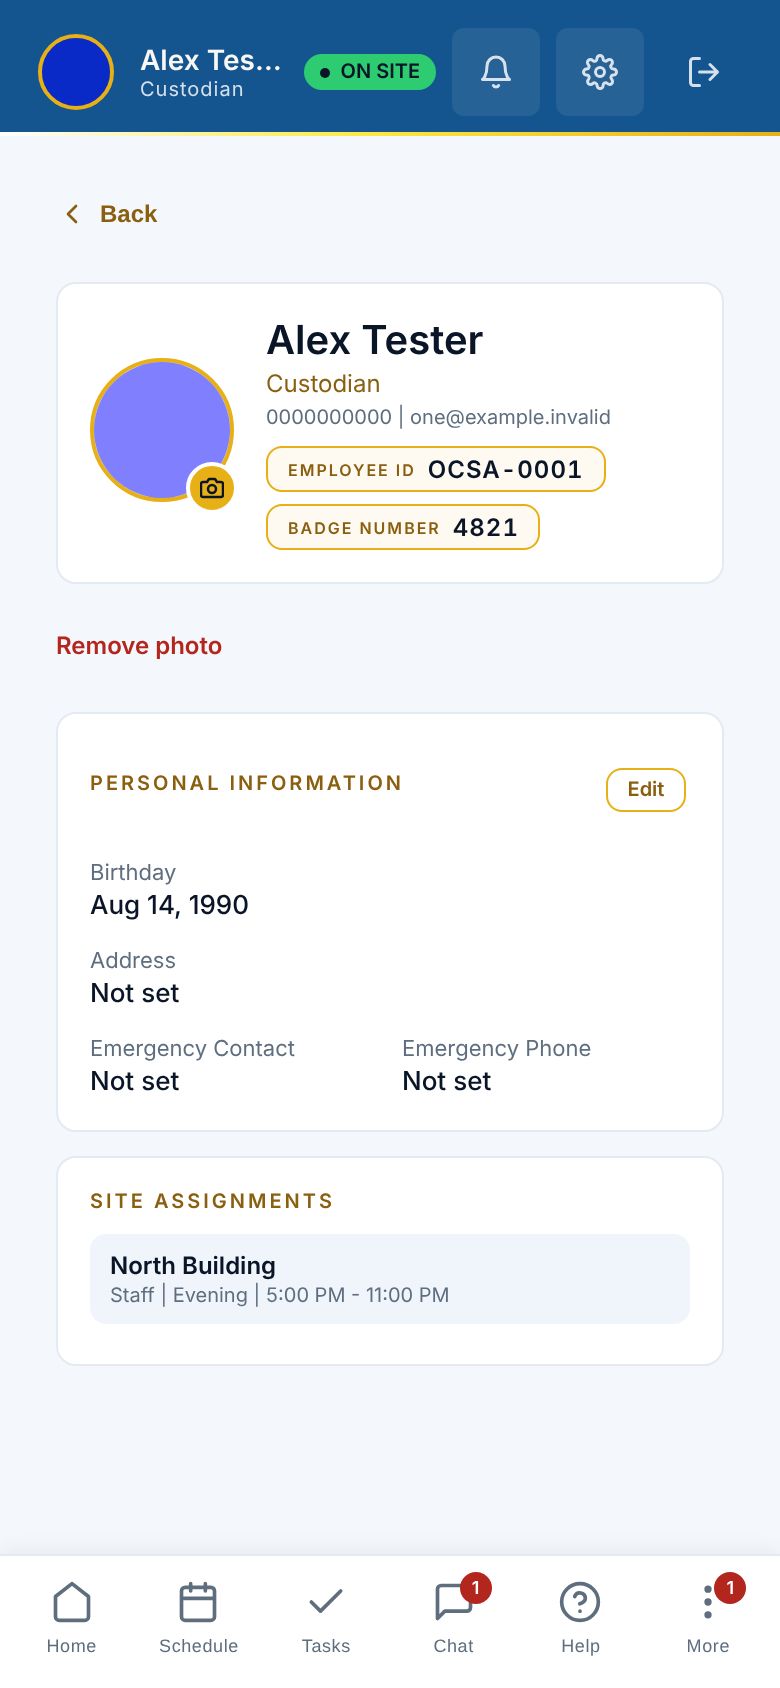 Alex Tes...
Custodian
ON SITE
Back
Alex Tester
Custodian
0000000000 | one@example.invalid
EMPLOYEE ID OCSA-0001
BADGE NUMBER 4821
Remove photo
PERSONAL INFORMATION
Edit
Birthday
Aug 14, 1990
Address
Not set
Emergency Contact
Not set
Emergency Phone
Not set
SITE ASSIGNMENTS
North Building
Staff | Evening | 5:00 PM - 11:00 PM
1
1
Home
Schedule
Tasks
Chat
Help
More